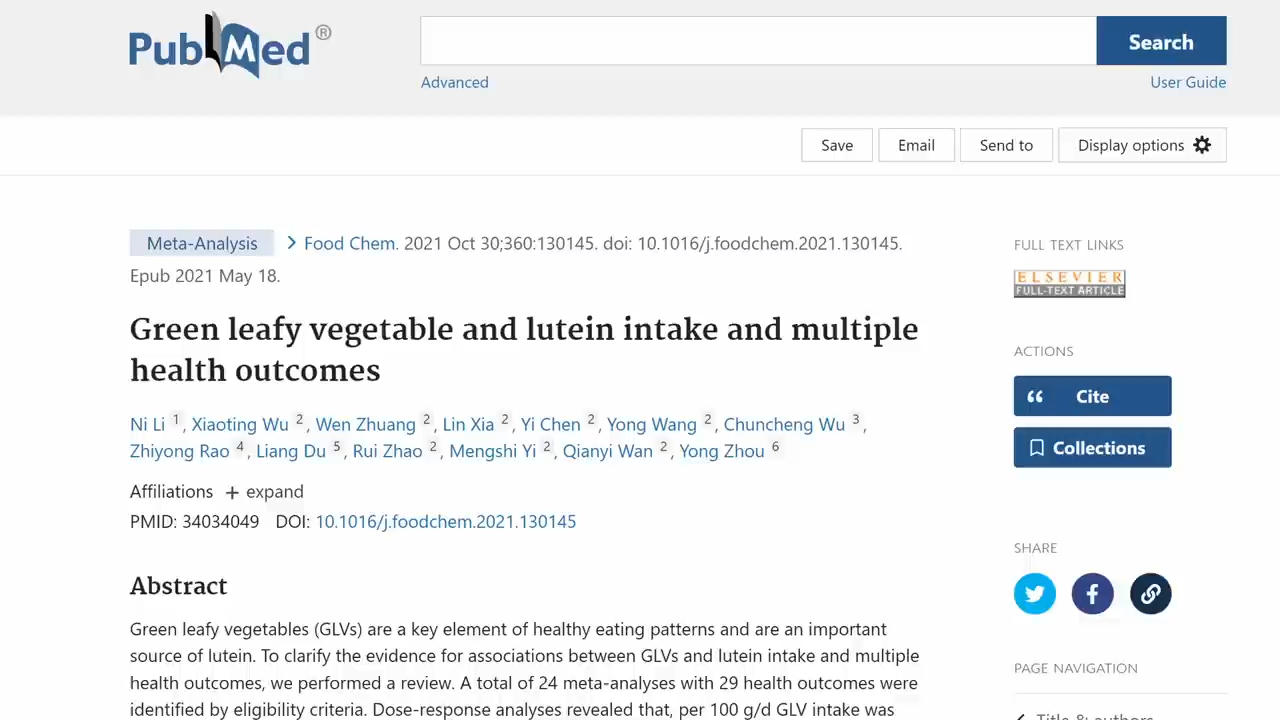 PubMed®
Search
Advanced
User Guide
Save
Email
Send to
Display options
Meta-Analysis > Food Chem. 2021 Oct 30;360:130145. doi: 10.1016/j.foodchem.2021.130145.
Epub 2021 May 18.
Green leafy vegetable and lutein intake and multiple
health outcomes
Ni Li 1, Xiaoting Wu 2, Wen Zhuang 2, Lin Xia 2, Yi Chen 2, Yong Wang 2, Chuncheng Wu 3,
Zhiyong Rao 4, Liang Du 5, Rui Zhao 2, Mengshi Yi 2, Qianyi Wan 2, Yong Zhou 6
Affiliations + expand
PMID: 34034049 DOI: 10.1016/j.foodchem.2021.130145
Abstract
Green leafy vegetables (GLVs) are a key element of healthy eating patterns and are an important
source of lutein. To clarify the evidence for associations between GLVs and lutein intake and multiple
health outcomes, we performed a review. A total of 24 meta-analyses with 29 health outcomes were
identified by eligibility criteria. Dose-response analyses revealed that, per 100 g/d GLV intake was
FULL TEXT LINKS
ELSEVIER
FULL-TEXT ARTICLE
ACTIONS
Cite
Collections
SHARE
PAGE NAVIGATION
Title & authors